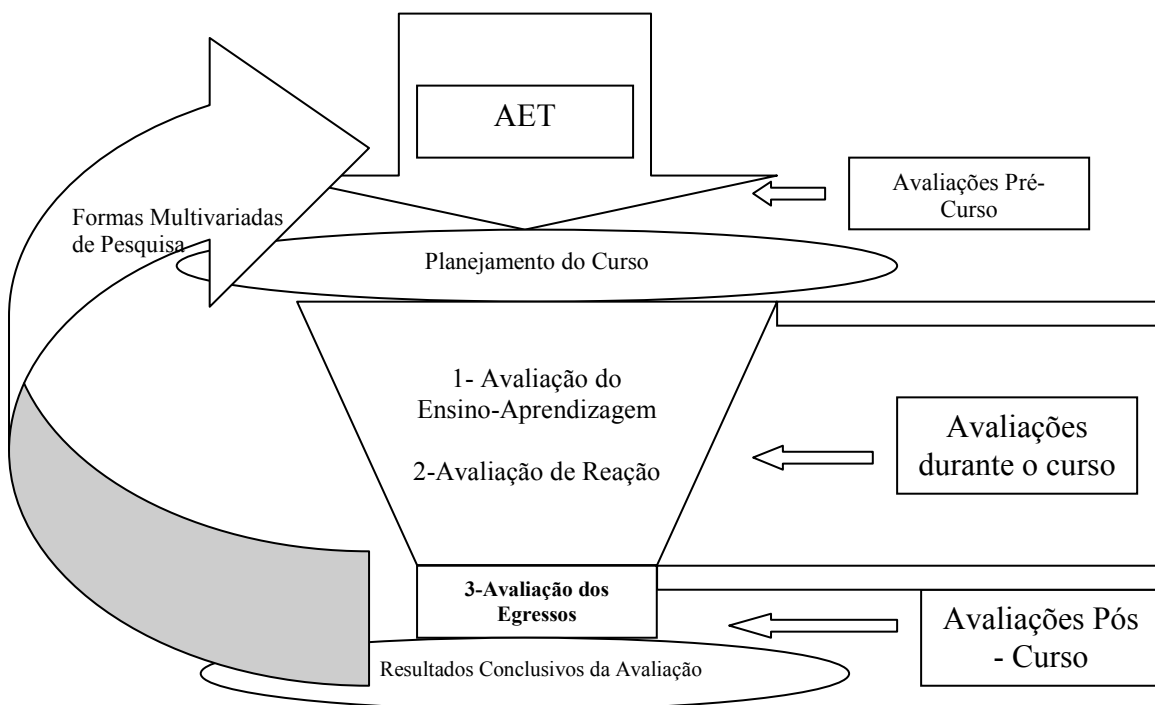 AET
Avaliações Pré-
Curso
Formas Multivariadas
de Pesquisa
Planejamento do Curso
1- Avaliação do
Ensino-Aprendizagem
2-Avaliação de Reação
Avaliações
durante o curso
3-Avaliação dos
Egressos
Avaliações Pós
- Curso
Resultados Conclusivos da Avaliação